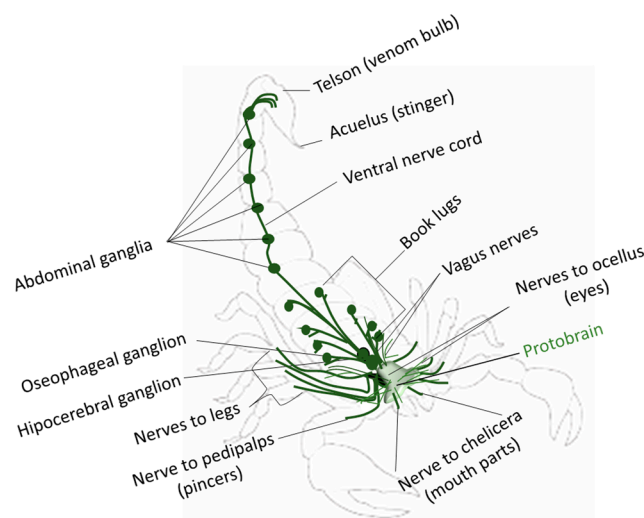 Telson (venom bulb)
Acuelus (stinger)
Ventral nerve cord
Book lugs
Vagus nerves
Nerves to ocellus
(eyes)
Protobrain
Abdominal ganglia
Oseophageal ganglion
Hipocerebral ganglion
Nerves to legs
Nerve to pedipalps
(pincers)
Nerve to chelicera
(mouth parts)